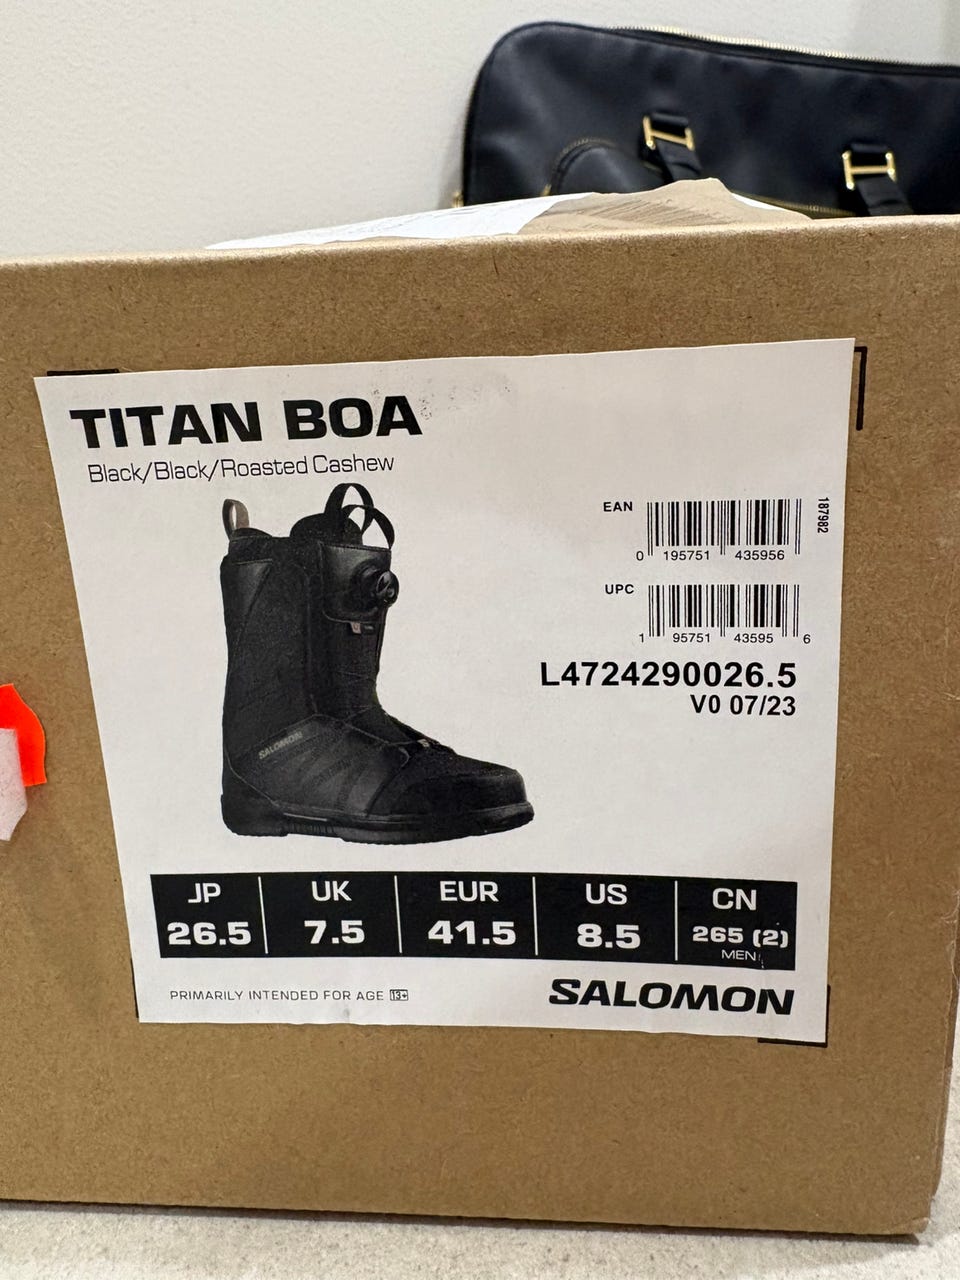 TITAN BOA
Black/Black/Roasted Cashew
EAN
0 195751 435956
187982
UPC
1 95751 43595 6
L4724290026.5
V0 07/23
SALOMON
JP UK EUR US CN
26.5 7.5 41.5 8.5 265 (2)
MEN
PRIMARILY INTENDED FOR AGE 13+
SALOMON